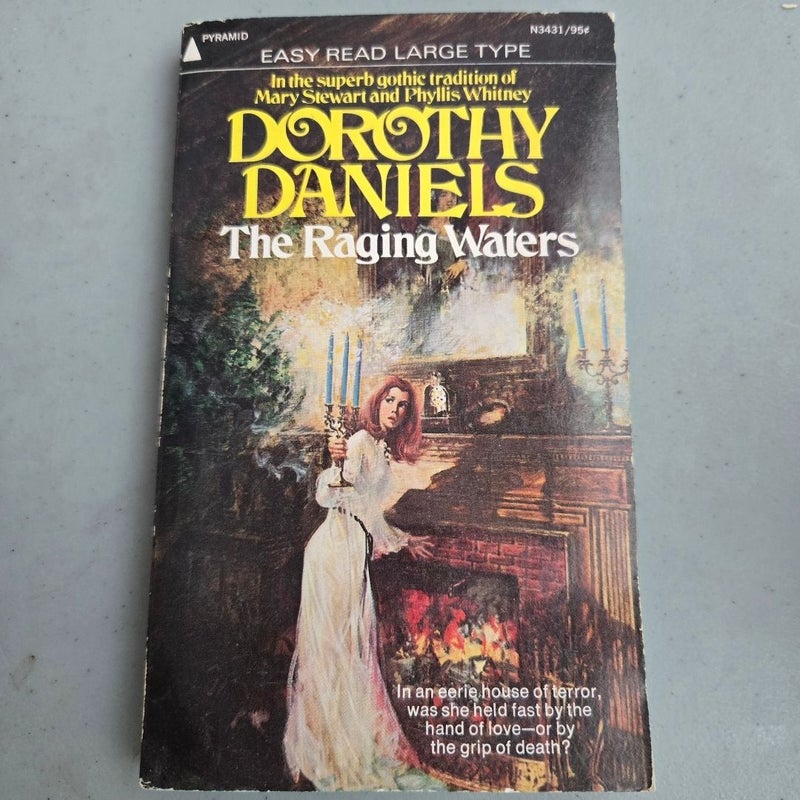 PYRAMID
N3431/95¢
EASY READ LARGE TYPE
In the superb gothic tradition of
Mary Stewart and Phyllis Whitney
DOROTHY
DANIELS
The Raging Waters
In an eerie house of terror,
was she held fast by the
hand of love—or by
the grip of death?